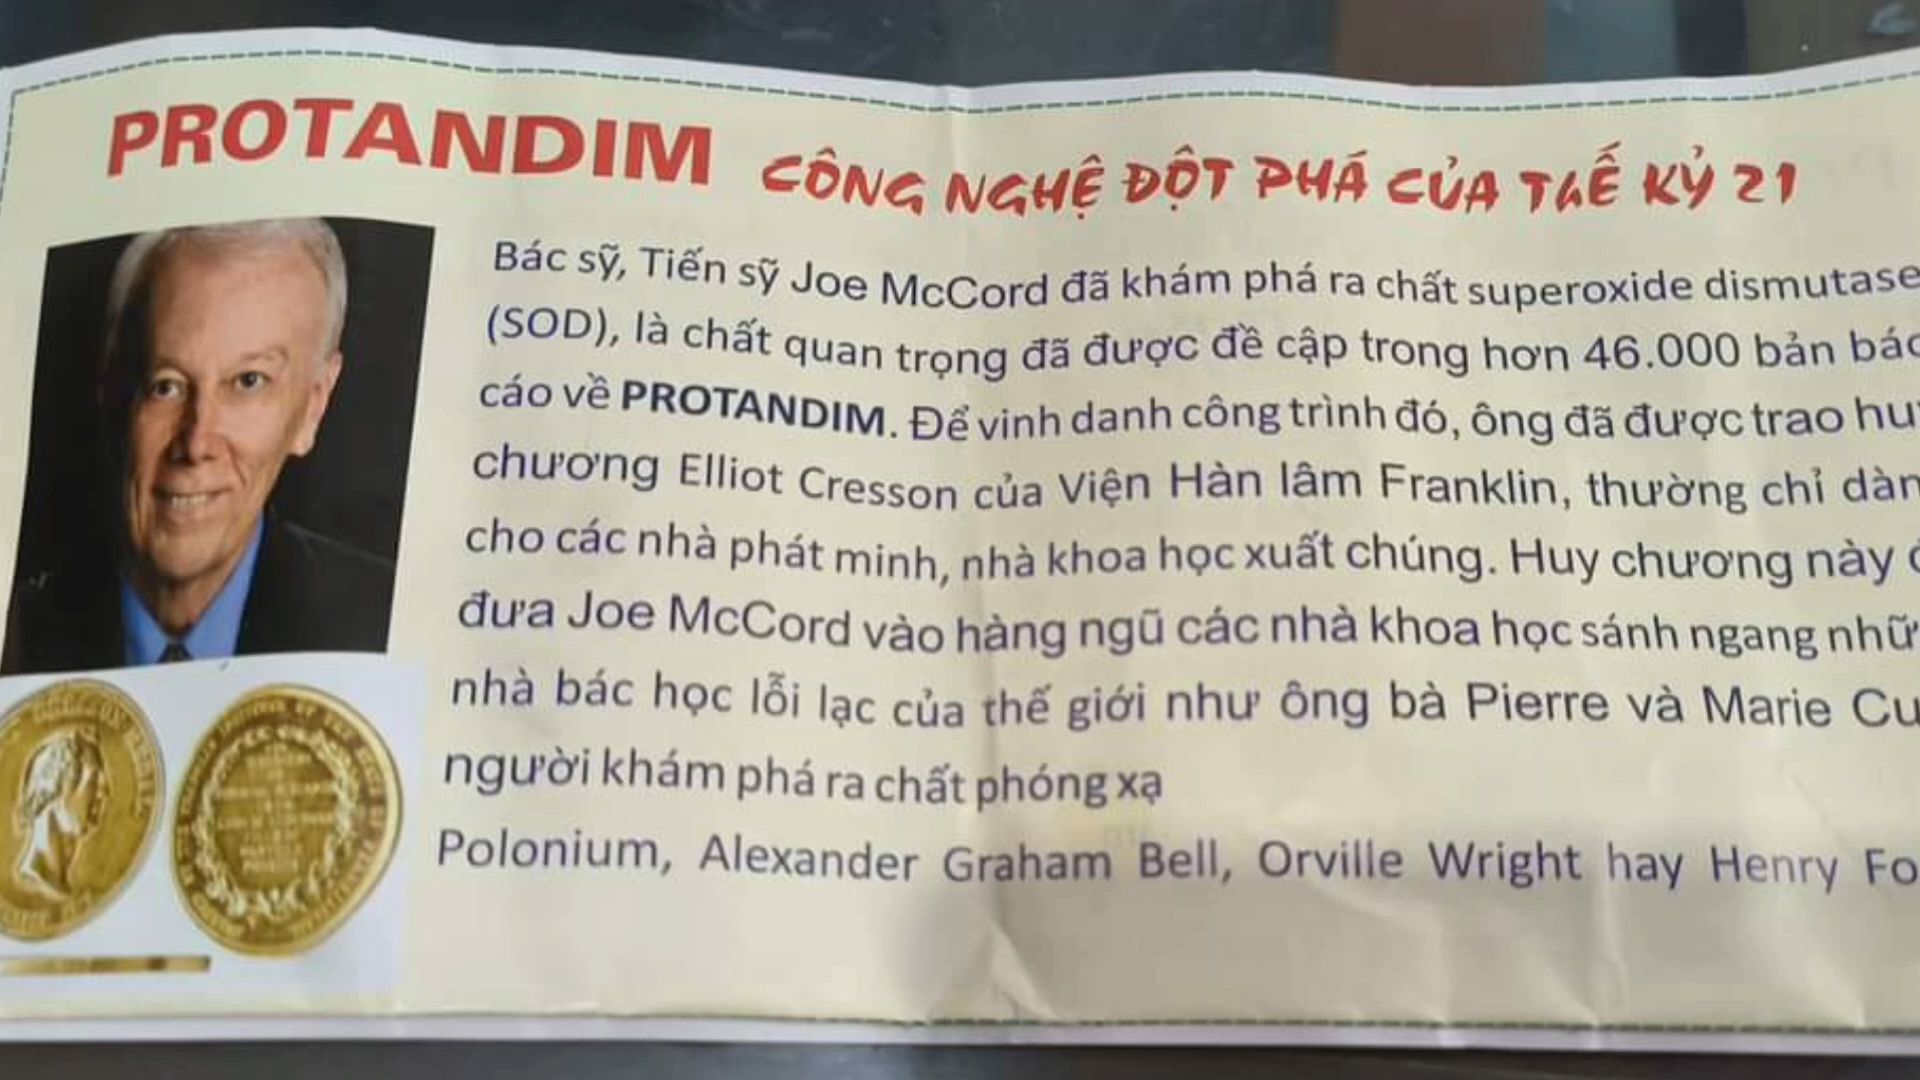 PROTANDIM CÔNG NGHỆ ĐỘT PHÁ CỦA THẾ KỶ 21
Bác sỹ, Tiến sỹ Joe McCord đã khám phá ra chất superoxide dismutase
(SOD), là chất quan trọng đã được đề cập trong hơn 46.000 bản báo
cáo về PROTANDIM. Để vinh danh công trình đó, ông đã được trao
chương Elliot Cresson của Viện Hàn lâm Franklin, thường chỉ
cho các nhà phát minh, nhà khoa học xuất chúng. Huy chương này
đưa Joe McCord vào hàng ngũ các nhà khoa học sánh ngang
nhà bác học lỗi lạc của thế giới như ông bà Pierre và Marie
người khám phá ra chất phóng xạ
Polonium, Alexander Graham Bell, Orville Wright hay Henry